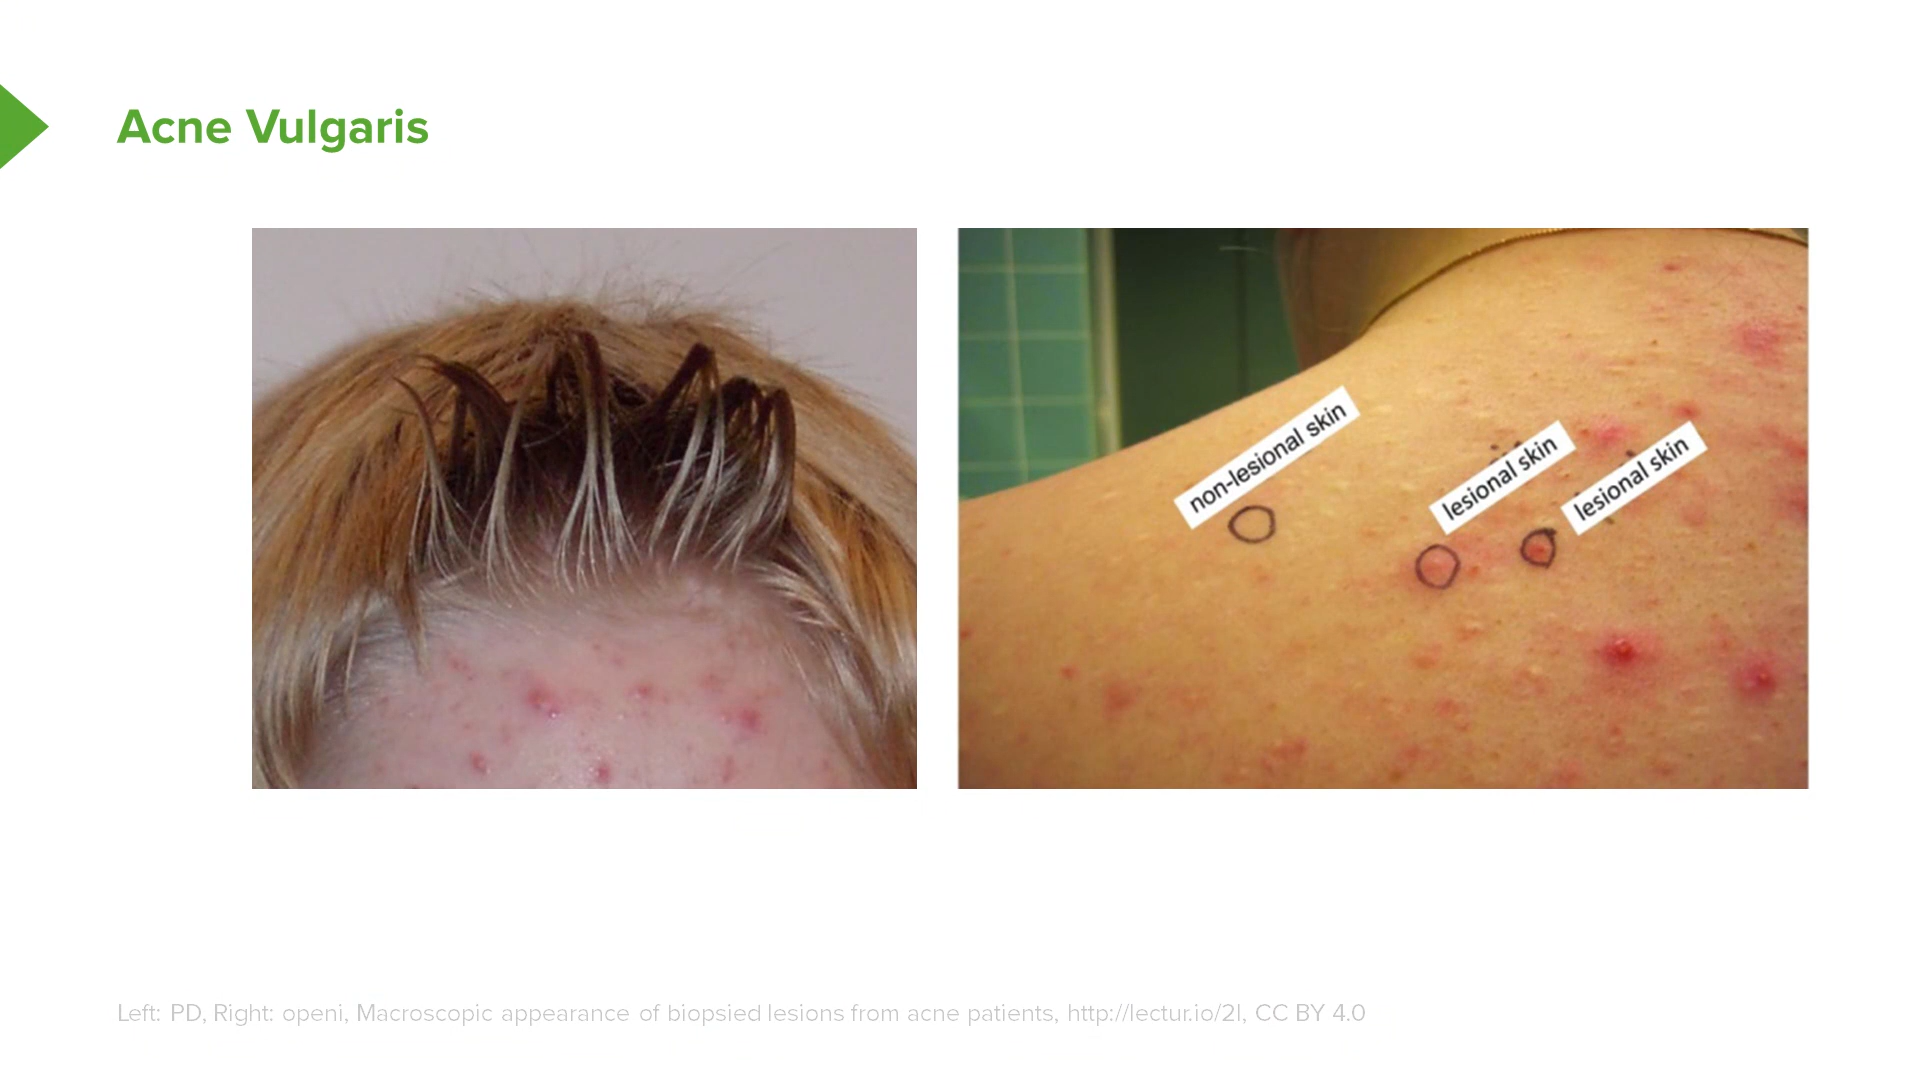 Acne Vulgaris
non-lesional skin
lesional skin
lesional skin
Left: PD, Right: openi, Macroscopic appearance of biopsied lesions from acne patients, http://lectur.io/2l, CC BY 4.0